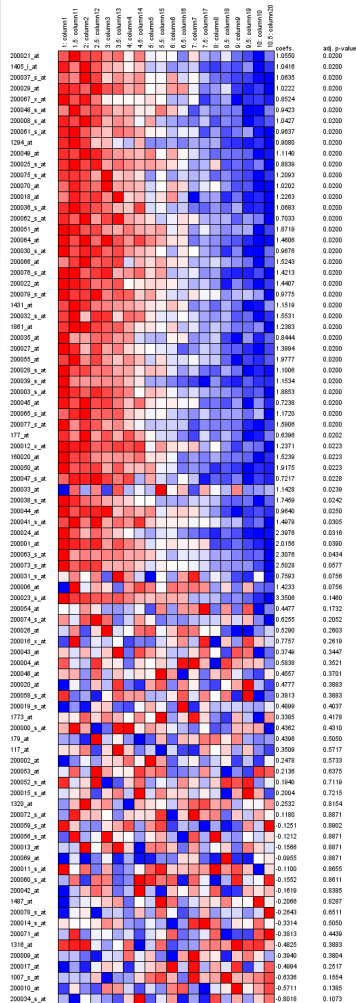 1: column1
1.5: column11
2: column2
2.5: column12
3: column3
3.5: column13
4: column4
4.5: column14
5: column5
5.5: column15
6: column6
6.5: column16
7: column7
7.5: column17
8: column8
8.5: column18
9: column9
9.5: column19
10: column10
10.5: column20
coefs. adj. p-value
200021_at 1.0550 0.0200
1405_i_at 1.0416 0.0200
200037_s_at 1.0635 0.0200
200029_at 1.0222 0.0200
200067_x_at 0.9524 0.0200
200048_s_at 0.9423 0.0200
200008_s_at 1.0427 0.0200
200061_s_at 0.9637 0.0200
1294_at 0.9080 0.0200
200049_at 1.1140 0.0200
200025_s_at 0.8839 0.0200
200075_s_at 1.2093 0.0200
200070_at 1.0202 0.0200
200018_at 1.2263 0.0200
200036_s_at 1.0683 0.0200
200062_s_at 0.7033 0.0200
200051_at 1.8719 0.0200
200064_at 1.4606 0.0200
200030_s_at 0.9876 0.0200
200066_at 1.5243 0.0200
200076_s_at 1.4213 0.0200
200022_at 1.4407 0.0200
200079_s_at 0.9775 0.0200
1431_at 1.1519 0.0200
200032_s_at 1.5531 0.0200
1861_at 1.2383 0.0200
200035_at 0.9444 0.0200
200027_at 1.3994 0.0200
200055_at 1.9777 0.0200
200028_s_at 1.1006 0.0200
200039_s_at 1.1534 0.0200
200003_s_at 1.8853 0.0200
200045_at 0.7238 0.0200
200065_s_at 1.1720 0.0200
200077_s_at 1.5906 0.0200
177_at 0.6396 0.0202
200012_x_at 1.2371 0.0223
160020_at 1.5239 0.0223
200050_at 1.9175 0.0223
200047_s_at 0.7217 0.0228
200033_at 1.1428 0.0239
200038_s_at 1.7459 0.0242
200044_at 0.9640 0.0250
200041_s_at 1.4979 0.0305
200024_at 2.3976 0.0316
200001_at 2.0156 0.0390
200063_s_at 2.3076 0.0434
200073_s_at 2.5028 0.0577
200031_s_at 0.7593 0.0756
200006_at 1.4233 0.0756
200023_s_at 3.3506 0.1460
200054_at 0.4477 0.1732
200074_s_at 0.6255 0.2052
200026_at 0.5290 0.2603
200016_x_at 0.7757 0.2619
200043_at 0.3749 0.3447
200004_at 0.5838 0.3521
200046_at 0.4557 0.3701
200020_at 0.4777 0.3883
200058_s_at 0.3813 0.3883
200019_s_at 0.4899 0.4037
1773_at 0.3385 0.4178
200000_s_at 0.4362 0.4310
179_at 0.4396 0.5050
117_at 0.3509 0.5717
200002_at 0.2478 0.5733
200053_at 0.2136 0.6375
200052_s_at 0.1940 0.7119
200015_s_at 0.2004 0.7215
1320_at 0.2532 0.8154
200072_s_at 0.1180 0.8871
200059_s_at -0.1251 0.8902
200056_s_at -0.1212 0.8871
200013_at -0.1566 0.8871
200069_at -0.0955 0.8871
200011_s_at -0.1100 0.8655
200060_s_at -0.1552 0.8611
200042_at -0.1619 0.8385
1487_at -0.2066 0.8287
200078_s_at -0.2643 0.6511
200014_s_at -0.3314 0.5050
200071_at -0.3813 0.4439
1316_at -0.4825 0.3883
200009_at -0.3940 0.3804
200017_at -0.4894 0.2517
1007_s_at -0.6336 0.1554
200010_at -0.5711 0.1385
200034_s_at -0.8018 0.1073